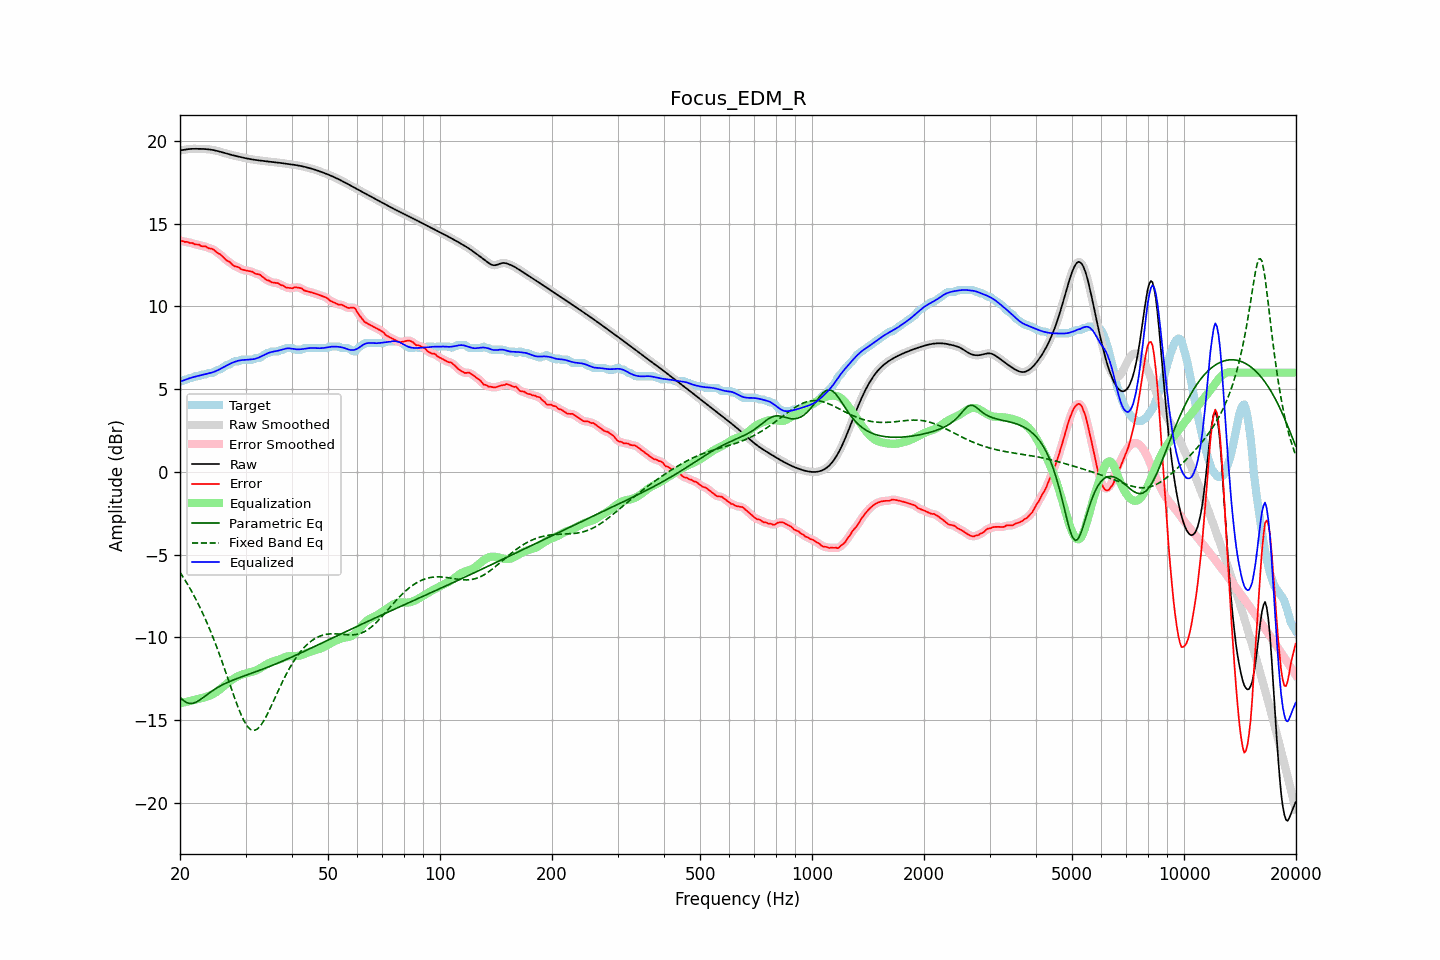 Focus_EDM_R
Amplitude (dBr)
20
15
10
5
0
−5
−10
−15
−20
Target
Raw Smoothed
Error Smoothed
Raw
Error
Equalization
Parametric Eq
Fixed Band Eq
Equalized
20 50 100 200 500 1000 2000 5000 10000 20000
Frequency (Hz)